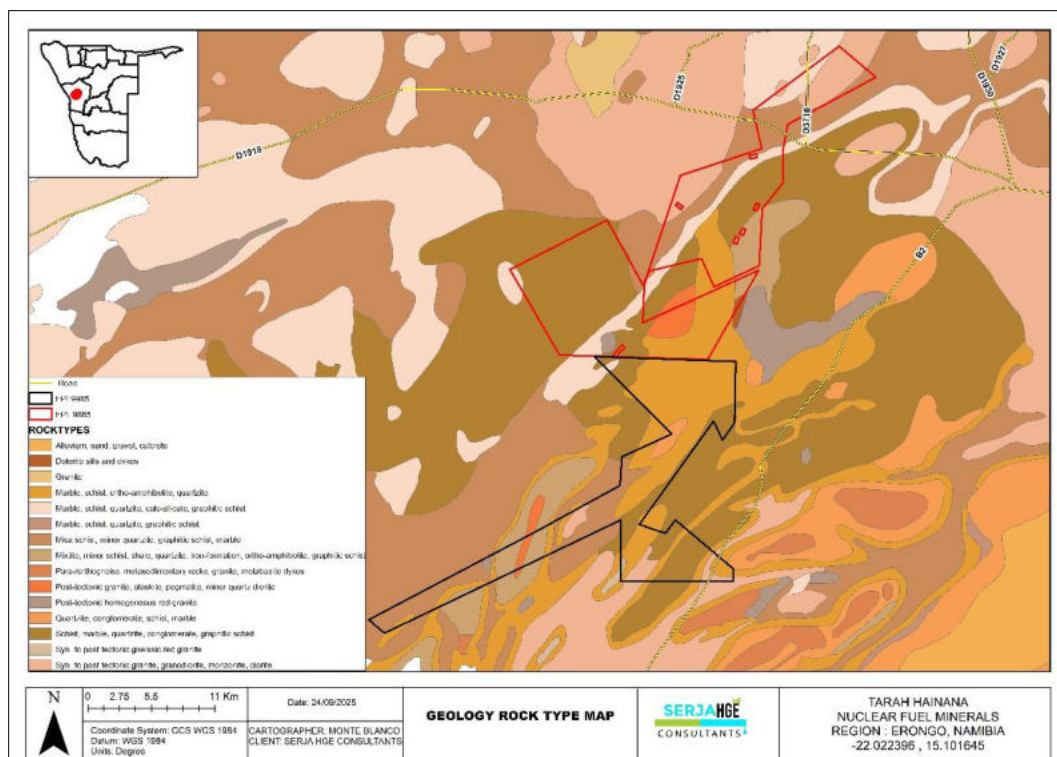 D1918
D1925
D3716
D1930
D1927
B2
Road
EPL 9985
ROCKTYPES
Alluvium, sand, gravel, calcrete
Dolerite sills and dykes
Granite
Marble, schist, ortho-amphibolite, quartzite
Marble, schist, quartzite, calc-silicate, graphitic schist
Marble, schist, quartzite, graphitic schist
Mica schist, minor quartzite, graphitic schist, marble
Mixtite, minor schist, shale, quartzite, iron-formation, ortho-amphibolite, graphitic schist
Para-/orthogneiss, metasedimentary rocks, granite, metabasite dykes
Post-tectonic granite, alaskite, pegmatite, minor quartz diorite
Post-tectonic homogenous red granite
Quartzite, conglomerate, schist, marble
Schist, marble, quartzite, conglomerate, graphitic schist
Syn- to post tectonic gneissic red granite
Syn- to post tectonic granite, granodiorite, monzonite, diorite
N
0 2.75 5.5 11 Km
Coordinate System: GCS WGS 1984
Datum: WGS 1984
Units: Degree
Date: 24/09/2025
CARTOGRAPHER: MONTE BLANCO
CLIENT: SERJA HGE CONSULTANTS
GEOLOGY ROCK TYPE MAP
SERJA HGE
CONSULTANTS
TARAH HAINANA
NUCLEAR FUEL MINERALS
REGION : ERONGO, NAMIBIA
-22.022396 , 15.101645